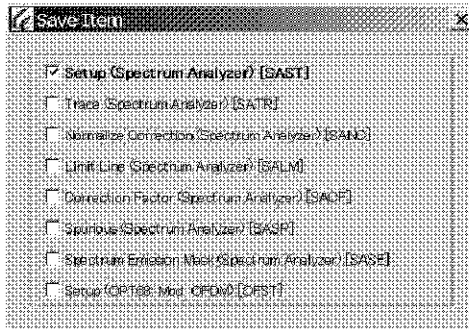 Save Item
Setup (Spectrum Analyzer) [SAST]
Trace (Spectrum Analyzer) [SATR]
Normalize Correction (Spectrum Analyzer) [SANC]
Limit Line (Spectrum Analyzer) [SALM]
Correction Factor (Spectrum Analyzer) [SACF]
Spurious (Spectrum Analyzer) [SASP]
Spectrum Emission Mask (Spectrum Analyzer) [SASE]
Setup (OPT68: Mod. OFDM) [OFST]